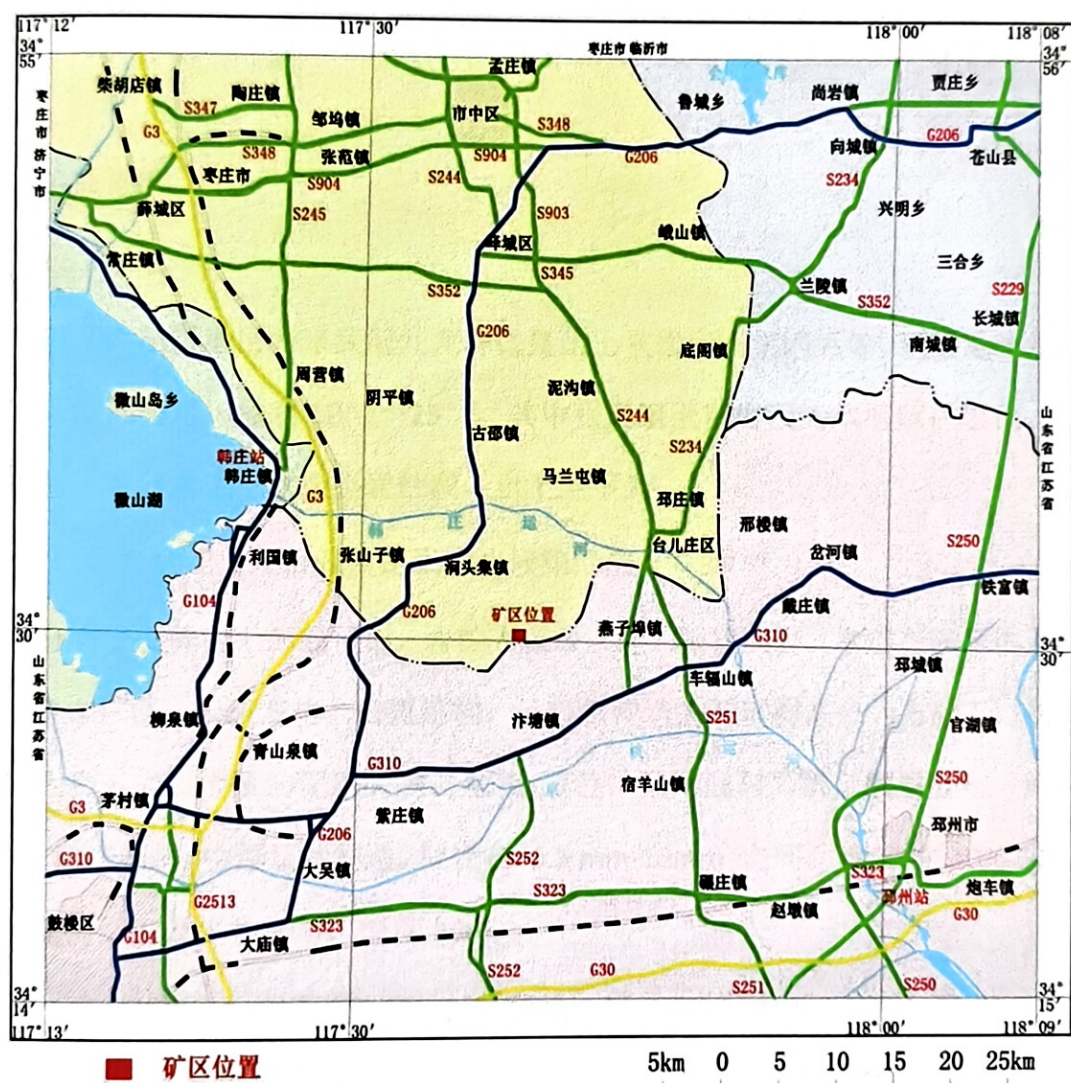 117° 12′
117° 30′
118° 00′
118° 08′
34°
55′
枣庄市 临沂市
34°
56′
孟庄镇
贾庄乡
柴胡店镇
陶庄镇
尚岩镇
鲁城乡
S347
市中区
邹坞镇
S348
G3
G206
向城镇
S348
张范镇
S904
G206
苍山县
枣庄市济宁市
枣庄市
S904
S244
S234
薛城区
S245
S903
兴明乡
峄城区
峨山镇
常庄镇
S345
三合乡
S352
兰陵镇
S352
S229
长城镇
G206
南城镇
底阁镇
周营镇
泥沟镇
微山岛乡
阴平镇
S244
山东省江苏省
古邵镇
S234
韩庄站
韩庄镇
马兰屯镇
微山湖
G3
邳庄镇
邢楼镇
韩庄运河
S250
利国镇
张山子镇
涧头集镇
台儿庄区
岔河镇
铁富镇
G104
G206
矿区位置
戴庄镇
34°
30′
燕子埠镇
G310
34°
30′
山东省江苏省
车辐山镇
邳城镇
柳泉镇
汴塘镇
S251
官湖镇
青山泉镇
G310
宿羊山镇
S250
茅村镇
G3
紫庄镇
G206
邳州市
G310
大吴镇
S252
S323
碾庄镇
S323
炮车镇
G2513
邳州站
鼓楼区
G104
大庙镇
S323
赵墩镇
G30
S252
G30
S251
S250
34°
14′
34°
15′
117° 13′
117° 30′
118° 00′
118° 09′
矿区位置
5km 0 5 10 15 20 25km